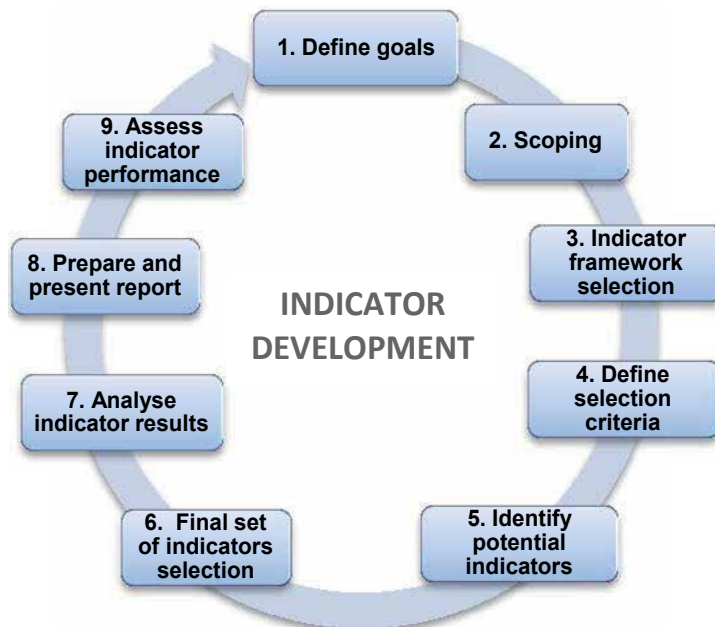 1. Define goals
2. Scoping
3. Indicator
framework
selection
4. Define
selection
criteria
5. Identify
potential
indicators
6. Final set
of indicators
selection
7. Analyse
indicator results
8. Prepare and
present report
9. Assess
indicator
performance
INDICATOR
DEVELOPMENT